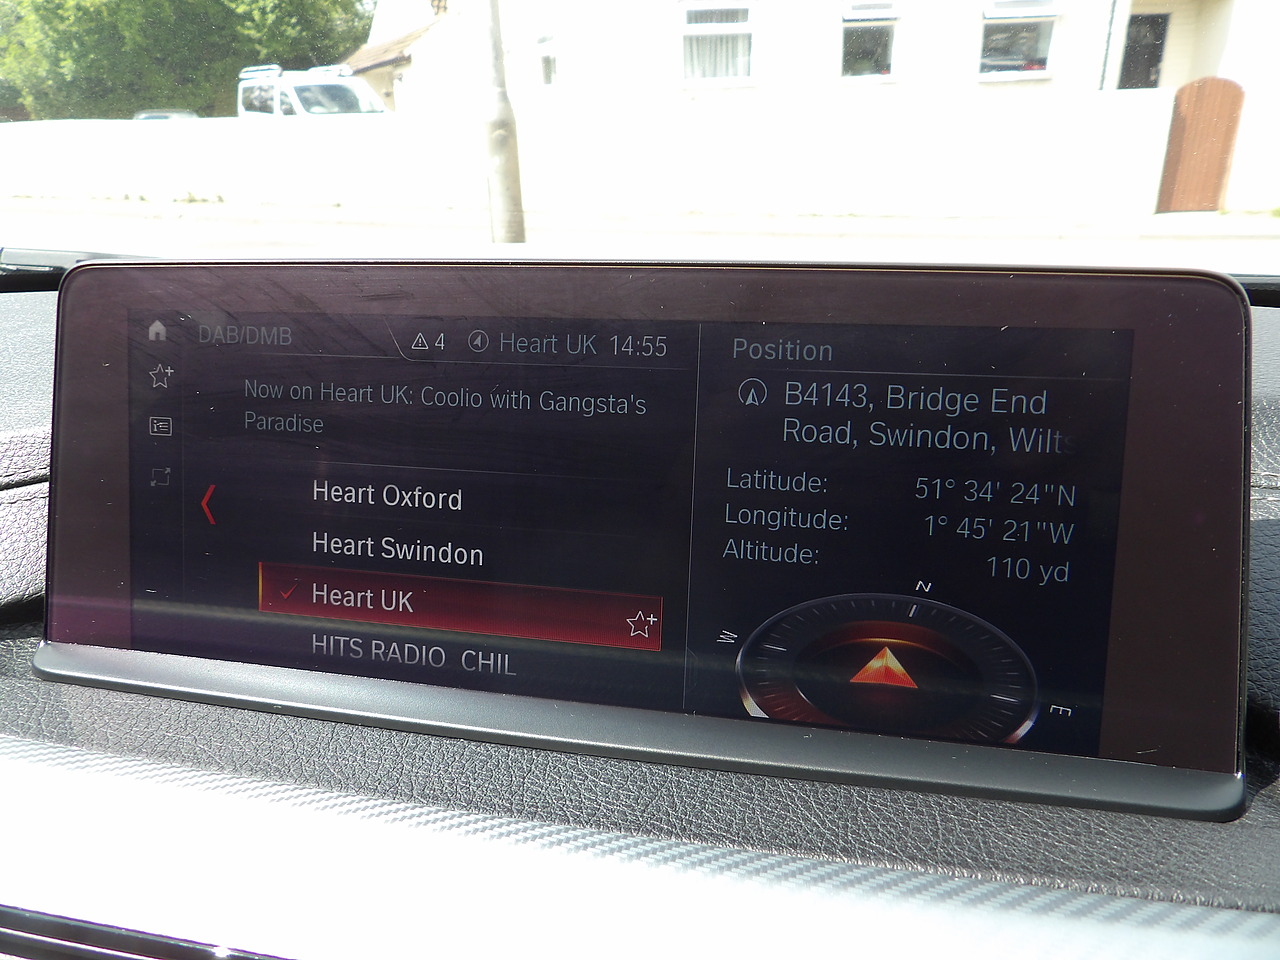 DAB/DMB
4 Heart UK 14:55
Now on Heart UK: Coolio with Gangsta's
Paradise
Heart Oxford
Heart Swindon
Heart UK
HITS RADIO CHIL
Position
B4143, Bridge End
Road, Swindon, Wilts
Latitude: 51° 34' 24"N
Longitude: 1° 45' 21"W
Altitude: 110 yd
N
W
E